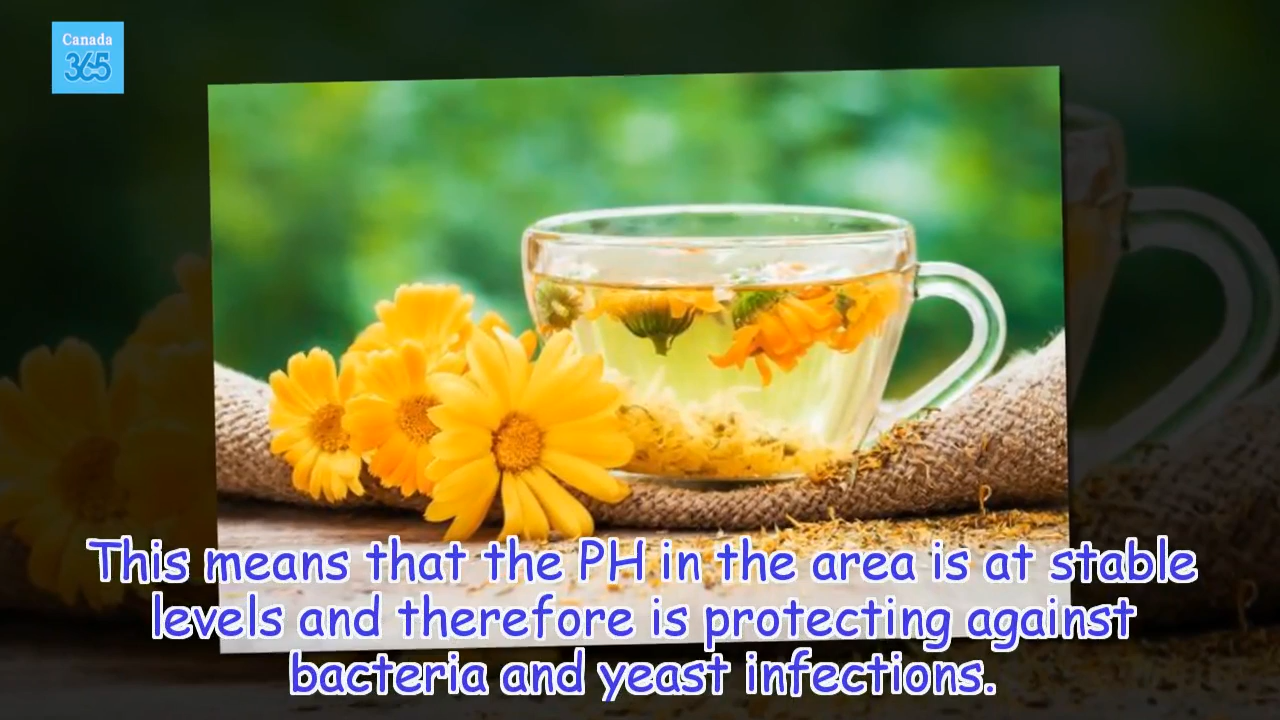 Canada
365
This means that the PH in the area is at stable
levels and therefore is protecting against
bacteria and yeast infections.